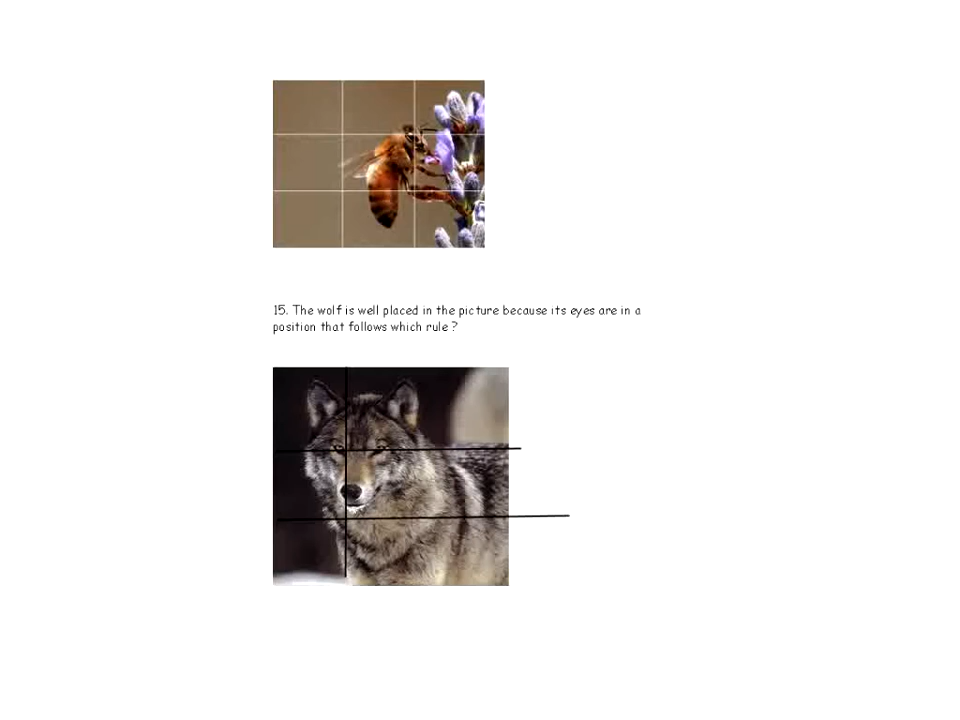 15. The wolf is well placed in the picture because its eyes are in a
position that follows which rule ?